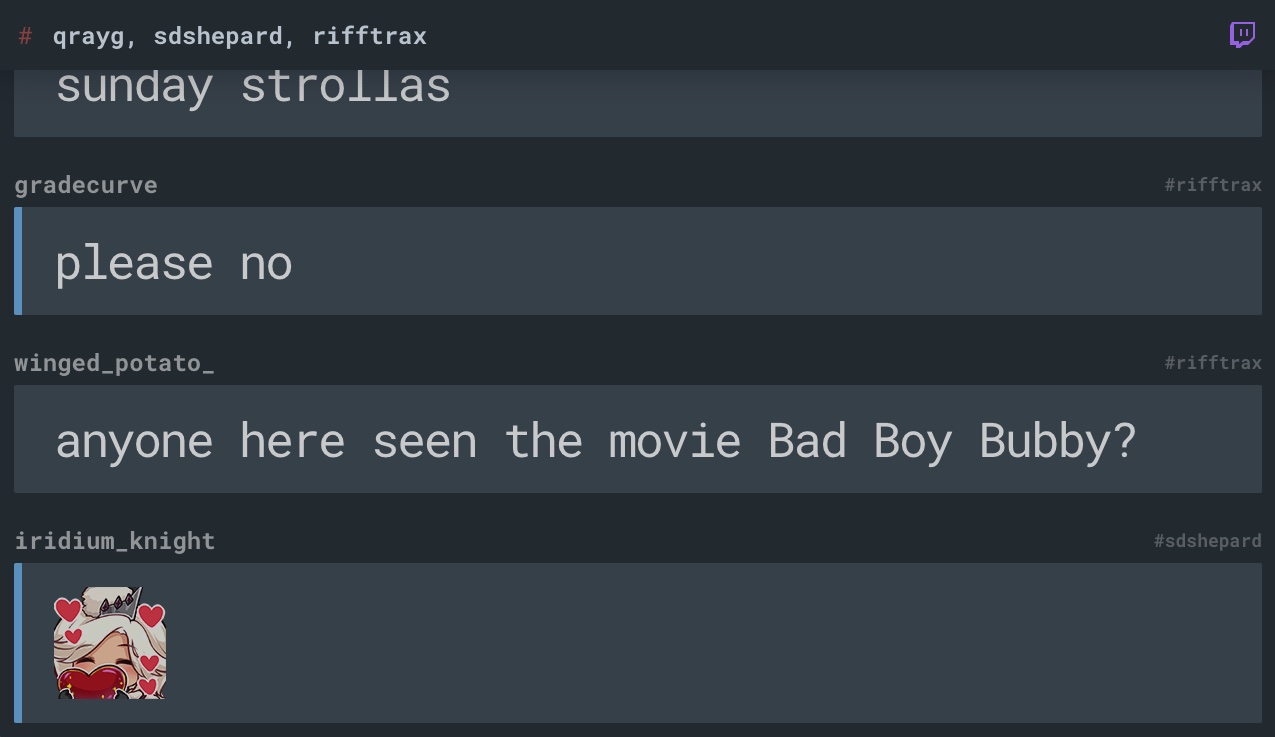 # qrayg, sdshepard, rifftrax
sunday strollas
gradecurve #rifftrax
please no
winged_potato_ #rifftrax
anyone here seen the movie Bad Boy Bubby?
iridium_knight #sdshepard